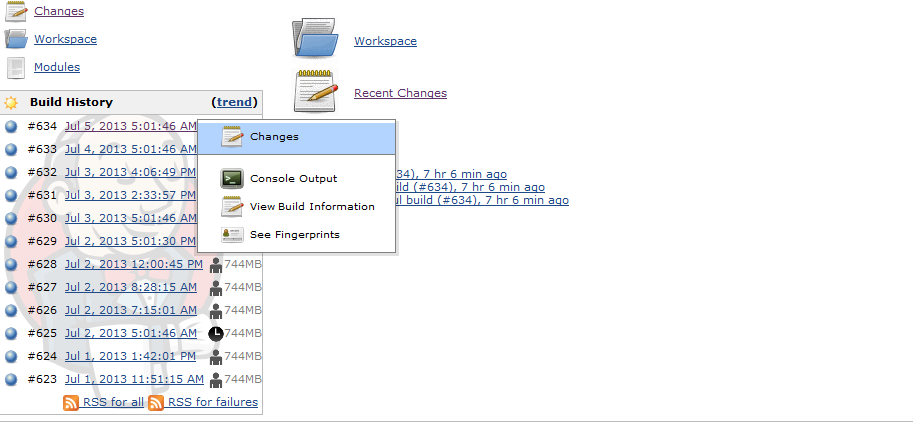 Changes
Workspace
Modules
Workspace
Recent Changes
Build History (trend)
#634 Jul 5, 2013 5:01:46 AM
#633 Jul 4, 2013 5:01:46 AM
#632 Jul 3, 2013 4:06:49 PM
#631 Jul 3, 2013 2:33:57 PM
#630 Jul 3, 2013 5:01:46 AM
#629 Jul 2, 2013 5:01:30 PM
#628 Jul 2, 2013 12:00:45 PM 744MB
#627 Jul 2, 2013 8:28:15 AM 744MB
#626 Jul 2, 2013 7:15:01 AM 744MB
#625 Jul 2, 2013 5:01:46 AM 744MB
#624 Jul 1, 2013 1:42:01 PM 744MB
#623 Jul 1, 2013 11:51:15 AM 744MB
RSS for all RSS for failures
Changes
Console Output
View Build Information
See Fingerprints
34), 7 hr 6 min ago
ild (#634), 7 hr 6 min ago
ul build (#634), 7 hr 6 min ago